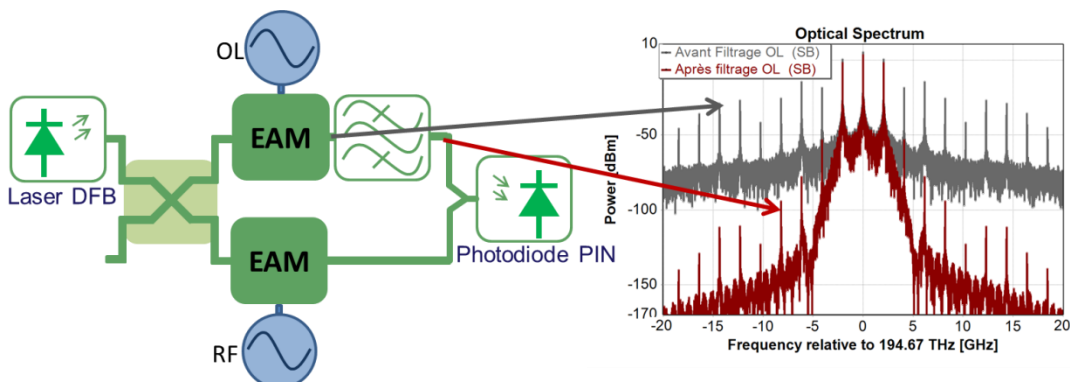 OL
EAM
Laser DFB
EAM
Photodiode PIN
RF
Optical Spectrum
Avant Filtrage OL (SB)
Après filtrage OL (SB)
Power [dBm]
10
-50
-100
-150
-170
-20
-15
-10
-5
0
5
10
15
20
Frequency relative to 194.67 THz [GHz]